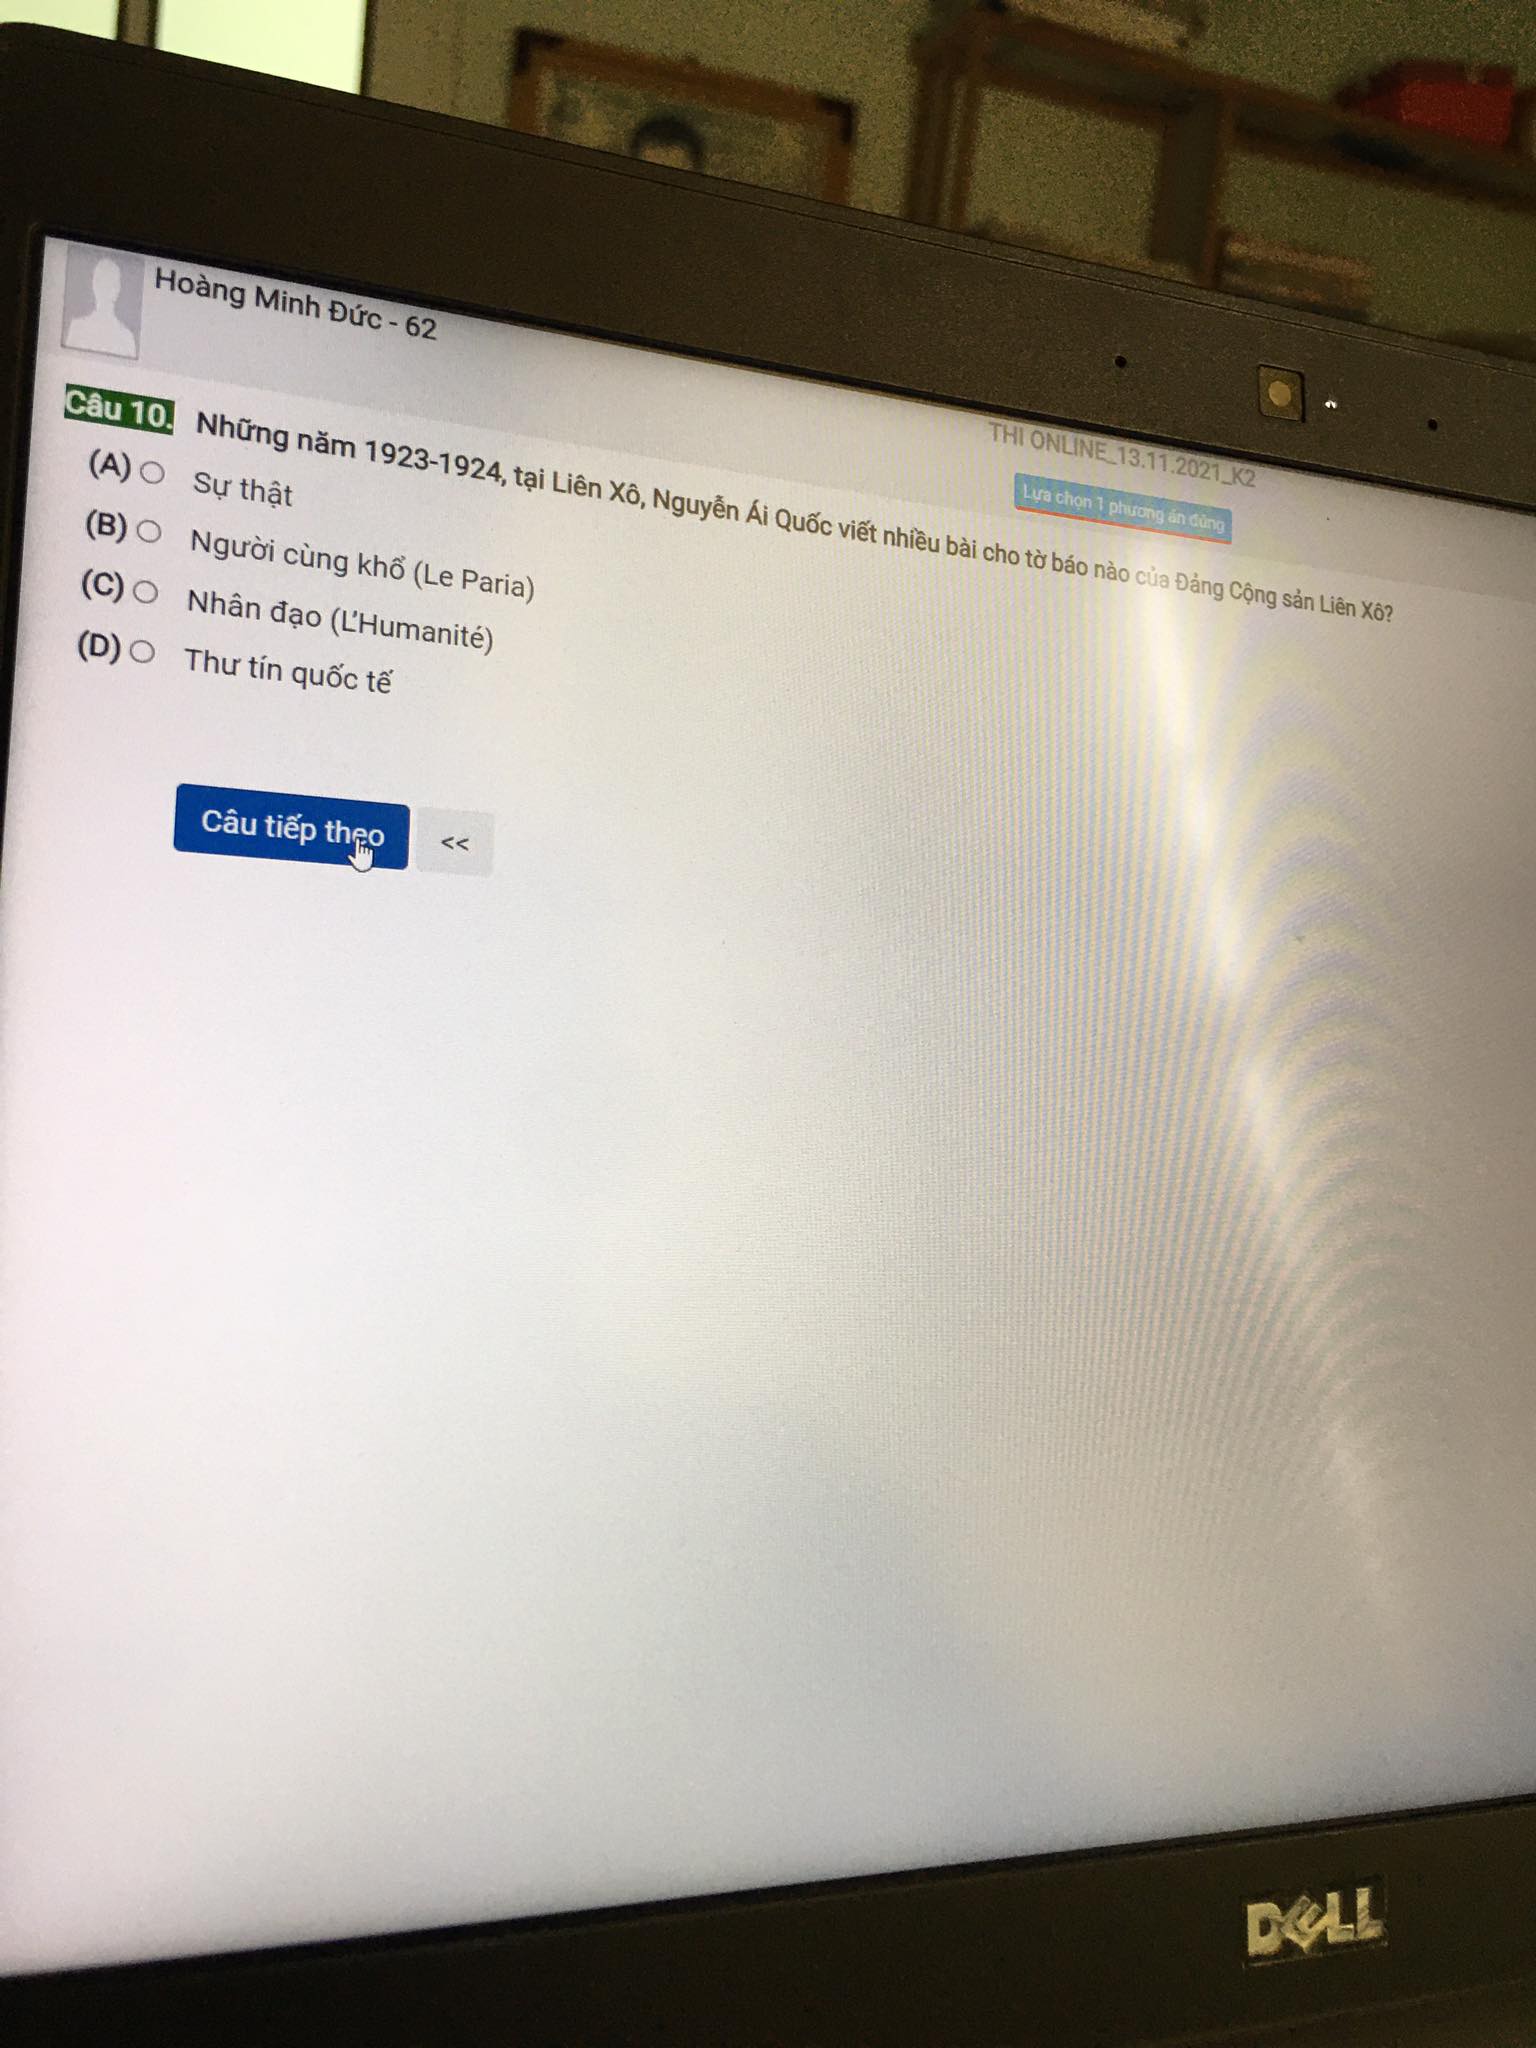 Hoàng Minh Đức - 62
THI ONLINE_13.11.2021_K2
Lựa chọn 1 phương án đúng
Câu 10. Những năm 1923-1924, tại Liên Xô, Nguyễn Ái Quốc viết nhiều bài cho tờ báo nào của Đảng Cộng sản Liên Xô?
(A) Sự thật
(B) Người cùng khổ (Le Paria)
(C) Nhân đạo (L'Humanité)
(D) Thư tín quốc tế
Câu tiếp theo <<
DELL